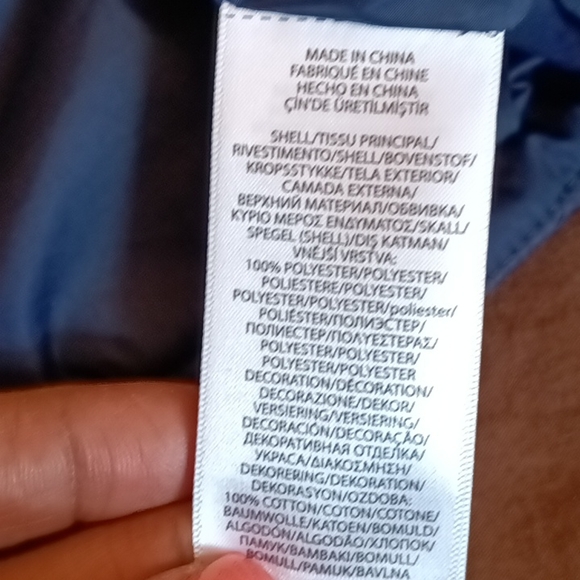 MADE IN CHINA
FABRIQUÉ EN CHINE
HECHO EN CHINA
ÇİN'DE ÜRETİLMİŞTİR
SHELL/TISSU PRINCIPAL/
RIVESTIMENTO/SHELL/BOVENSTOF/
KROPSSTYKKE/TELA EXTERIOR/
CAMADA EXTERNA/
ВЕРХНИЙ МАТЕРИАЛ/ОБВИВКА/
ΚΥΡΙΟ ΜΕΡΟΣ ΕΝΔΥΜΑΤΟΣ/SKALL/
SPEGEL (SHELL)/DIŞ KATMAN/
VNĚJŠÍ VRSTVA:
100% POLYESTER/POLYESTER/
POLIESTERE/POLYESTER/
POLYESTER/POLYESTER/poliester/
POLIÉSTER/ПОЛИЭСТЕР/
ПОЛИЕСТЕР/ΠΟΛΥΕΣΤΕΡΑΣ/
POLYESTER/POLYESTER/
POLYESTER/POLYESTER
DECORATION/DÉCORATION/
DECORAZIONE/DEKOR/
VERSIERING/VERSIERING/
DECORACIÓN/DECORAÇÃO/
ДЕКОРАТИВНАЯ ОТДЕЛКА/
УКРАСА/ΔΙΑΚΟΣΜΗΣΗ/
DEKORERING/DEKORATION/
DEKORASYON/OZDOBA:
100% COTTON/COTON/COTONE/
BAUMWOLLE/KATOEN/BOMULD/
ALGODÓN/ALGODÃO/ХЛОПОК/
ПАМУК/ΒΑΜΒΑΚΙ/BOMULL/
BOMULL/PAMUK/BAVLNA